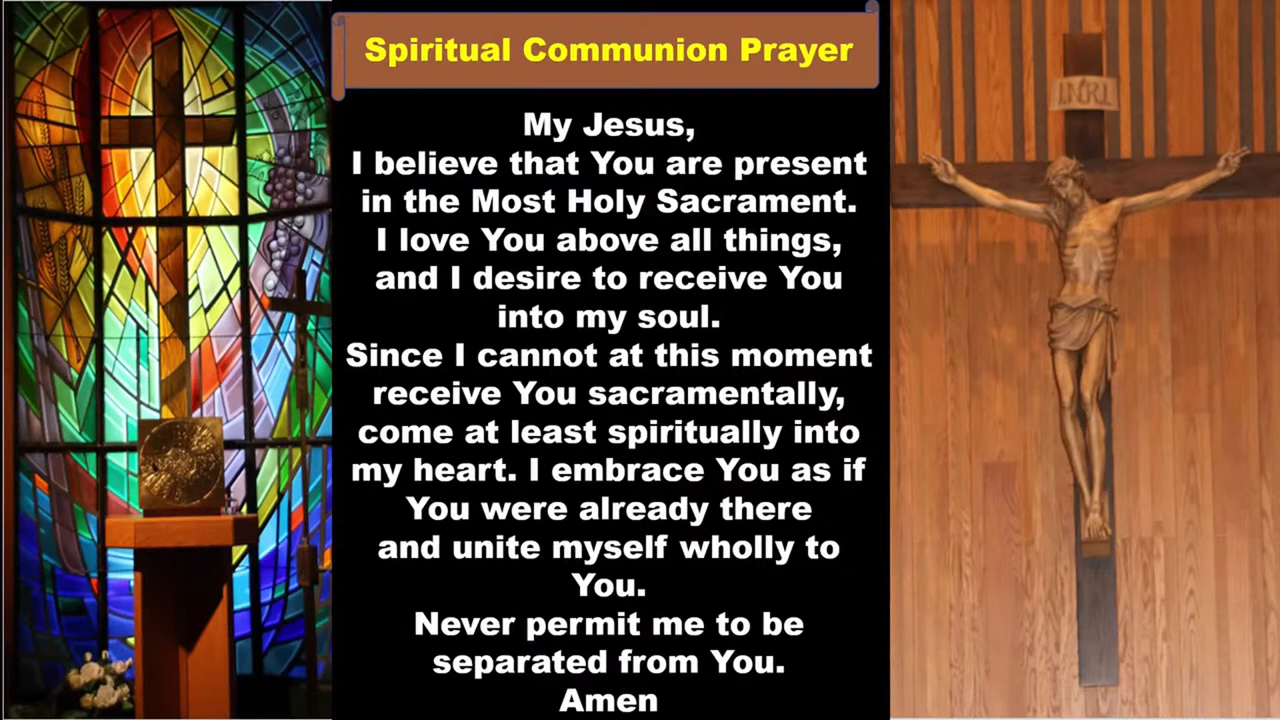 Spiritual Communion Prayer
My Jesus,
I believe that You are present
in the Most Holy Sacrament.
I love You above all things,
and I desire to receive You
into my soul.
Since I cannot at this moment
receive You sacramentally,
come at least spiritually into
my heart. I embrace You as if
You were already there
and unite myself wholly to
You.
Never permit me to be
separated from You.
Amen
I.N.R.I.